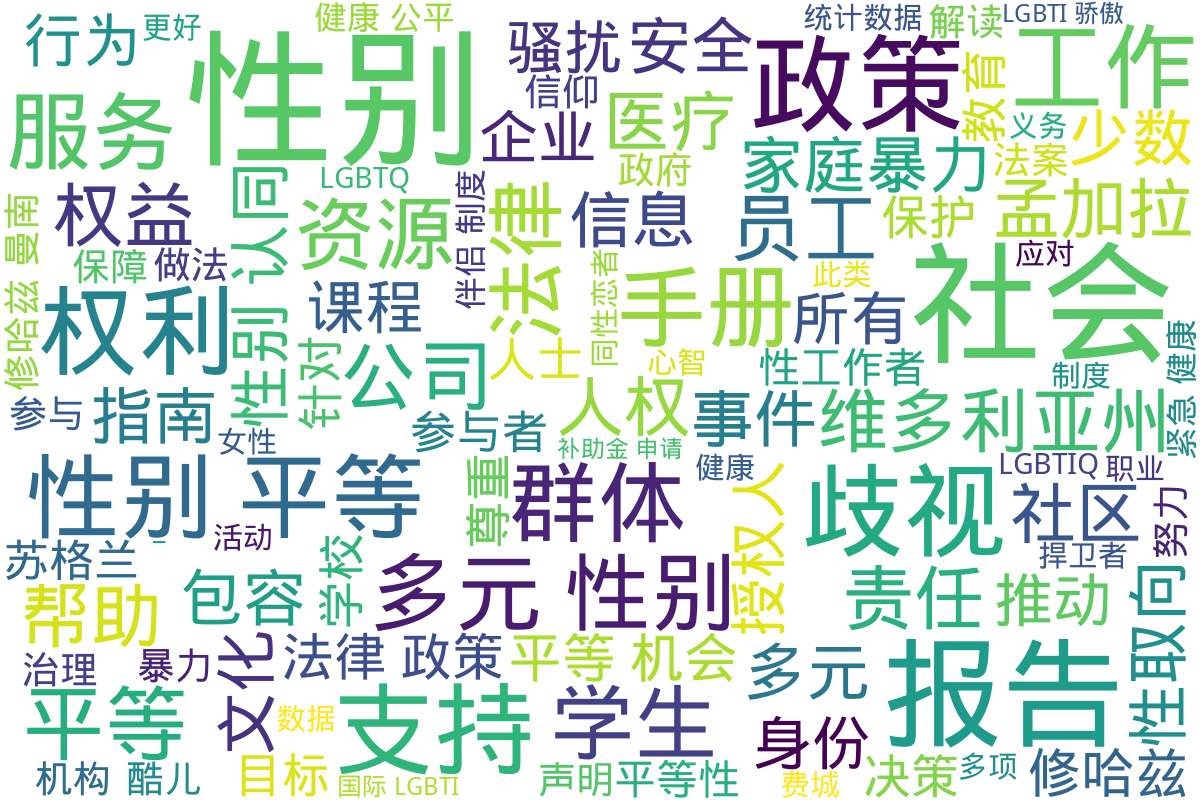 行为 更好 健康 公平 统计数据 解读 LGBTI 骄傲
性别 骚扰 安全 政策 工作
服务 信仰 教育
企业 医疗 义务 少数
家庭暴力 法案
LGBTQ 政府
性别认同 制度 伴侣
权益 资源 法律 信息 员工 保护 孟加拉
曼南 修哈兹
保障 做法 同性恋者 此类 应对
权利 课程 手册 所有 社会
针对 公司 人士 心智 性工作者 健康 紧急
制度
参与 指南 参与者 人权 事件 维多利亚州
女性 补助金 申请
性别 平等 尊重 群体 健康 授权人 歧视 LGBTIQ 职业
社区 努力
苏格兰 活动 学校 捍卫者
帮助 包容 多元 性别 责任 推动 性取向
治理 暴力 文化 法律 政策 平等 机会 多元
平等 数据 支持 学生 身份 报告
机构 酷儿 目标 国际 LGBTI 声明 平等性 费城 决策 多项 修哈兹